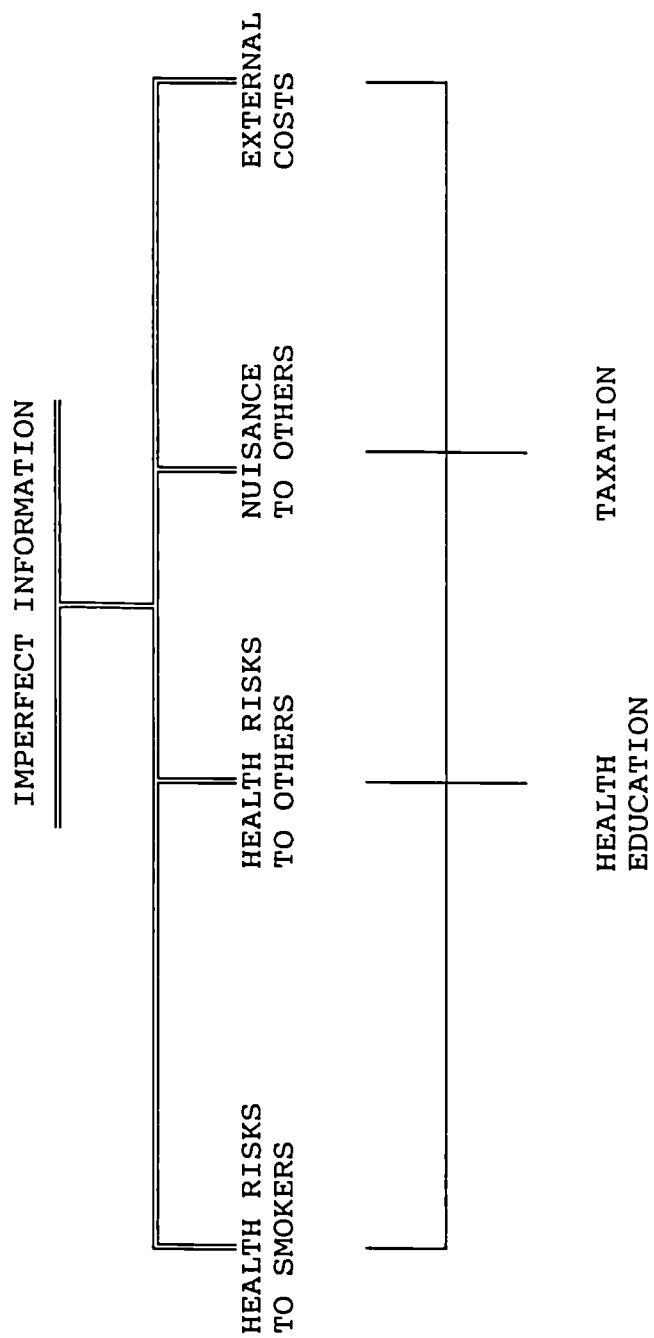 IMPERFECT INFORMATION
HEALTH RISKS
TO SMOKERS
HEALTH RISKS
TO OTHERS
NUISANCE
TO OTHERS
EXTERNAL
COSTS
HEALTH
EDUCATION
TAXATION